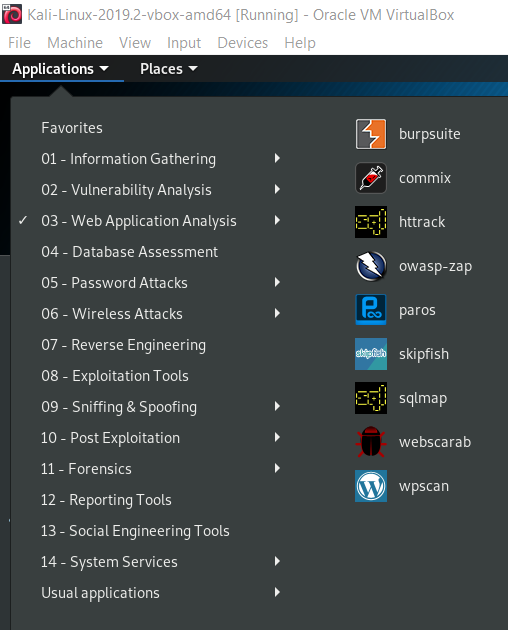 Kali-Linux-2019.2-vbox-amd64 [Running] - Oracle VM VirtualBox
File Machine View Input Devices Help
Applications Places
Favorites
01 - Information Gathering
02 - Vulnerability Analysis
03 - Web Application Analysis
04 - Database Assessment
05 - Password Attacks
06 - Wireless Attacks
07 - Reverse Engineering
08 - Exploitation Tools
09 - Sniffing & Spoofing
10 - Post Exploitation
11 - Forensics
12 - Reporting Tools
13 - Social Engineering Tools
14 - System Services
Usual applications
burpsuite
commix
sql
httrack
owasp-zap
paros
skipfish
skipfish
sql
sqlmap
webscarab
wpscan